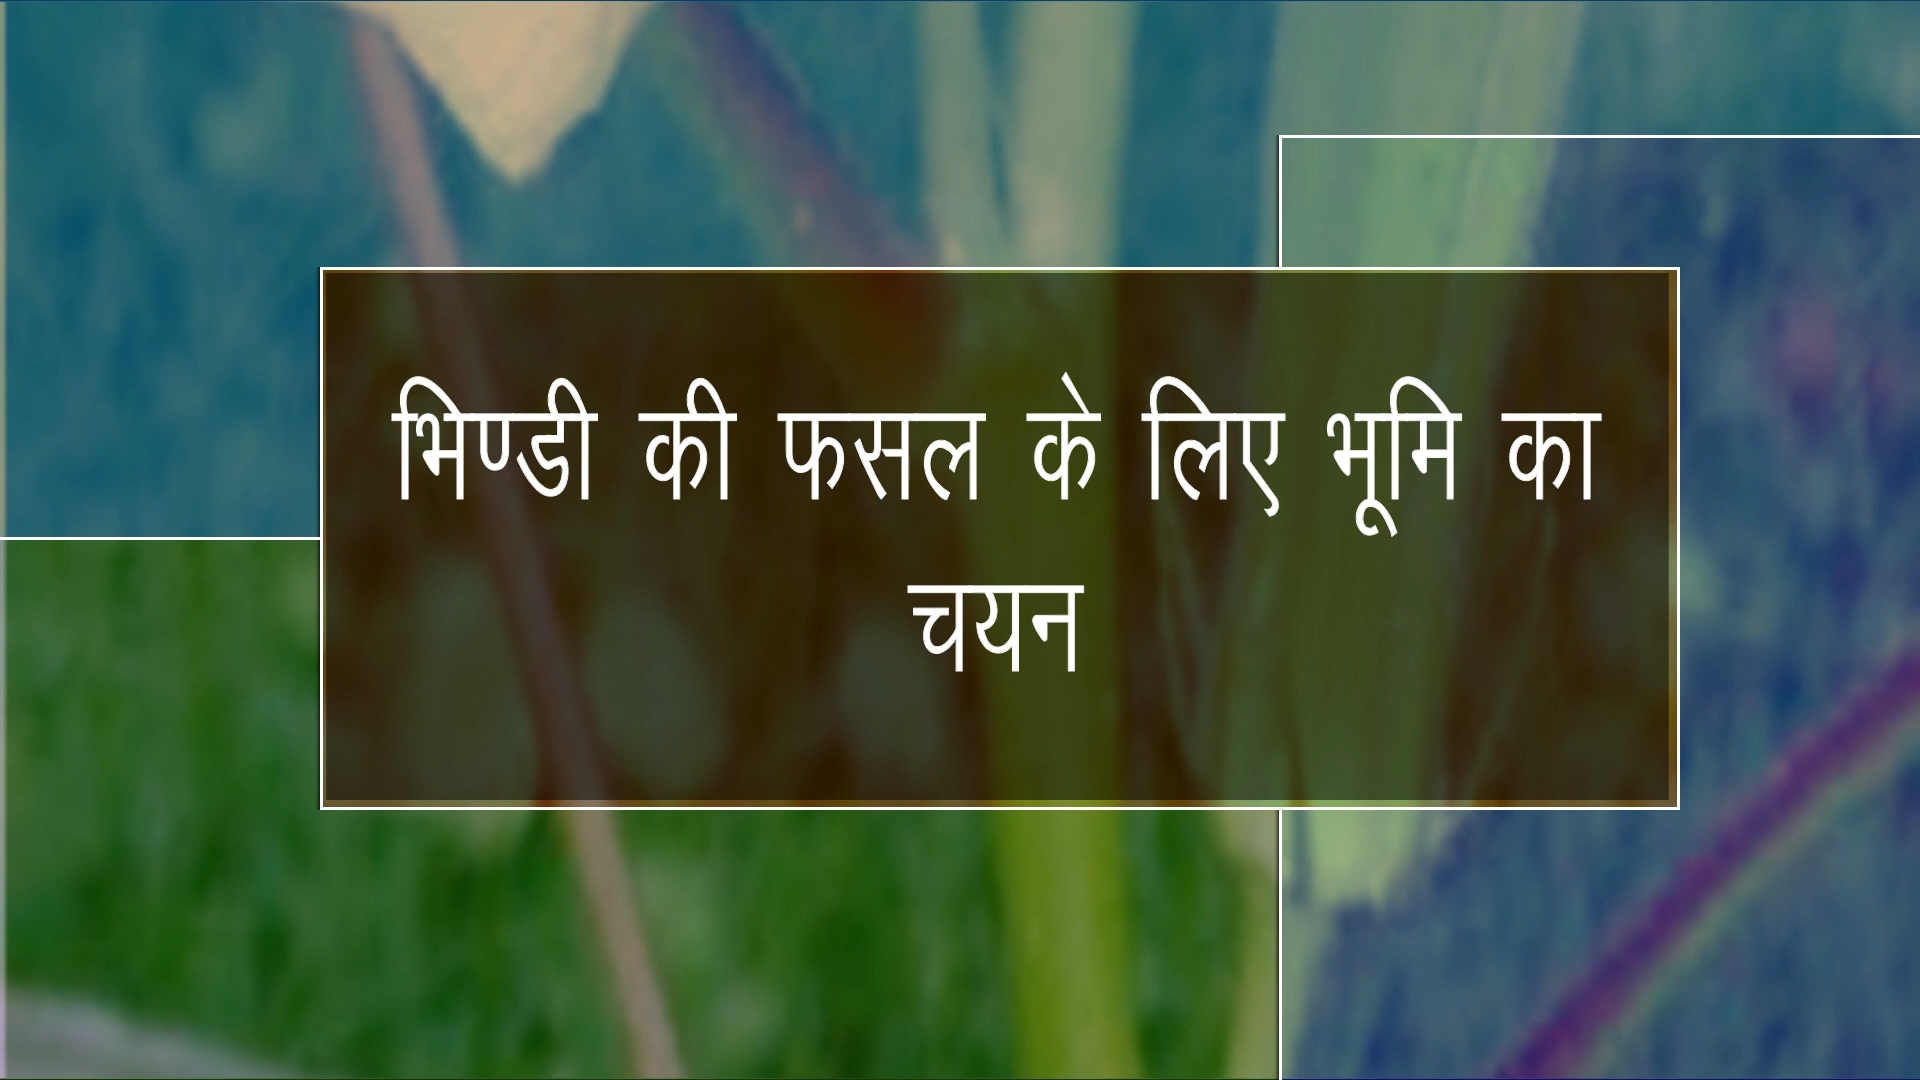 भिण्डी की फसल के लिए भूमि का
चयन